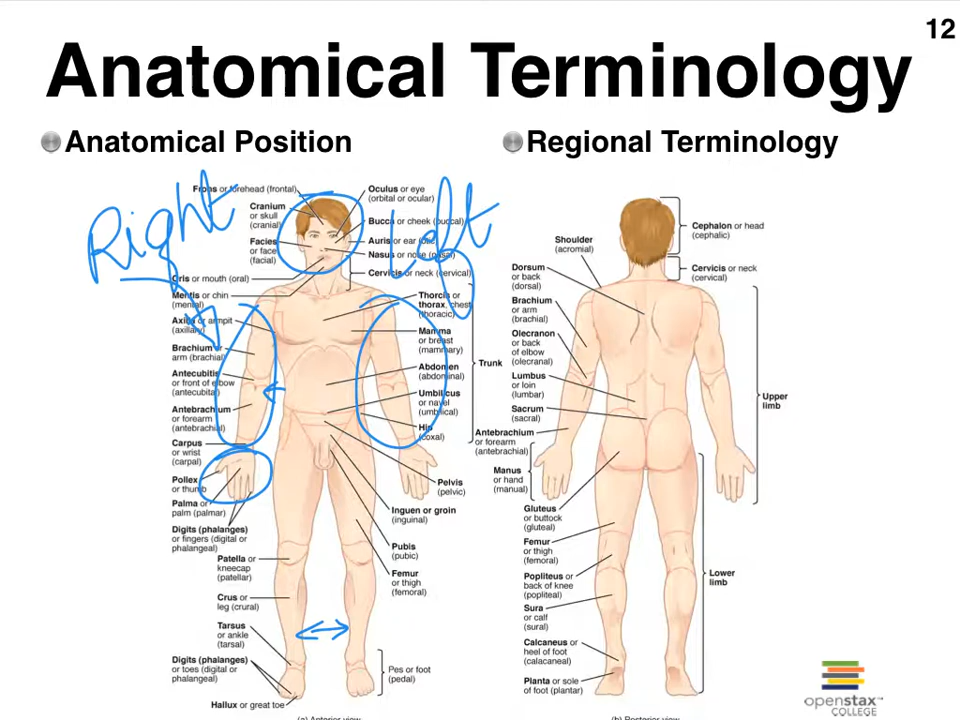 12
Anatomical Terminology
Anatomical Position
Regional Terminology
Right
Left
Frons or forehead (frontal)
Cranium
or skull
(cranial)
Facies
or face
(facial)
Oris or mouth (oral)
Mentis or chin
(mental)
Axilla or armpit
(axillary)
Brachium or
arm (brachial)
Antecubitis
or front of elbow
(antecubital)
Antebrachium
or forearm
(antebrachial)
Carpus
or wrist
(carpal)
Pollex
or thumb
Palma or
palm (palmar)
Digits (phalanges)
or fingers (digital or
phalangeal)
Patella or
kneecap
(patellar)
Crus or
leg (crural)
Tarsus
or ankle
(tarsal)
Digits (phalanges)
or toes (digital or
phalangeal)
Hallux or great toe
Oculus or eye
(orbital or ocular)
Bucca or cheek (buccal)
Auris or ear (otic)
Nasus or nose (nasal)
Cervicis or neck (cervical)
Thorcis or
thorax, chest
(thoracic)
Mamma
or breast
(mammary)
Abdomen
(abdominal)
Umbilicus
or navel
(umbilical)
Hip
(coxal)
Trunk
Pelvis
(pelvic)
Inguen or groin
(inguinal)
Pubis
(pubic)
Femur
or thigh
(femoral)
Pes or foot
(pedal)
(a) Anterior view
Shoulder
(acromial)
Dorsum
or back
(dorsal)
Brachium
or arm
(brachial)
Olecranon
or back
of elbow
(olecranal)
Lumbus
or loin
(lumbar)
Sacrum
(sacral)
Antebrachium
or forearm
(antebrachial)
Manus
or hand
(manual)
Gluteus
or buttock
(gluteal)
Femur
or thigh
(femoral)
Popliteus or
back of knee
(popliteal)
Sura
or calf
(sural)
Calcaneus or
heel of foot
(calacaneal)
Planta or sole
of foot (plantar)
Cephalon or head
(cephalic)
Cervicis or neck
(cervical)
Upper
limb
Lower
limb
(b) Posterior view
openstax™
COLLEGE